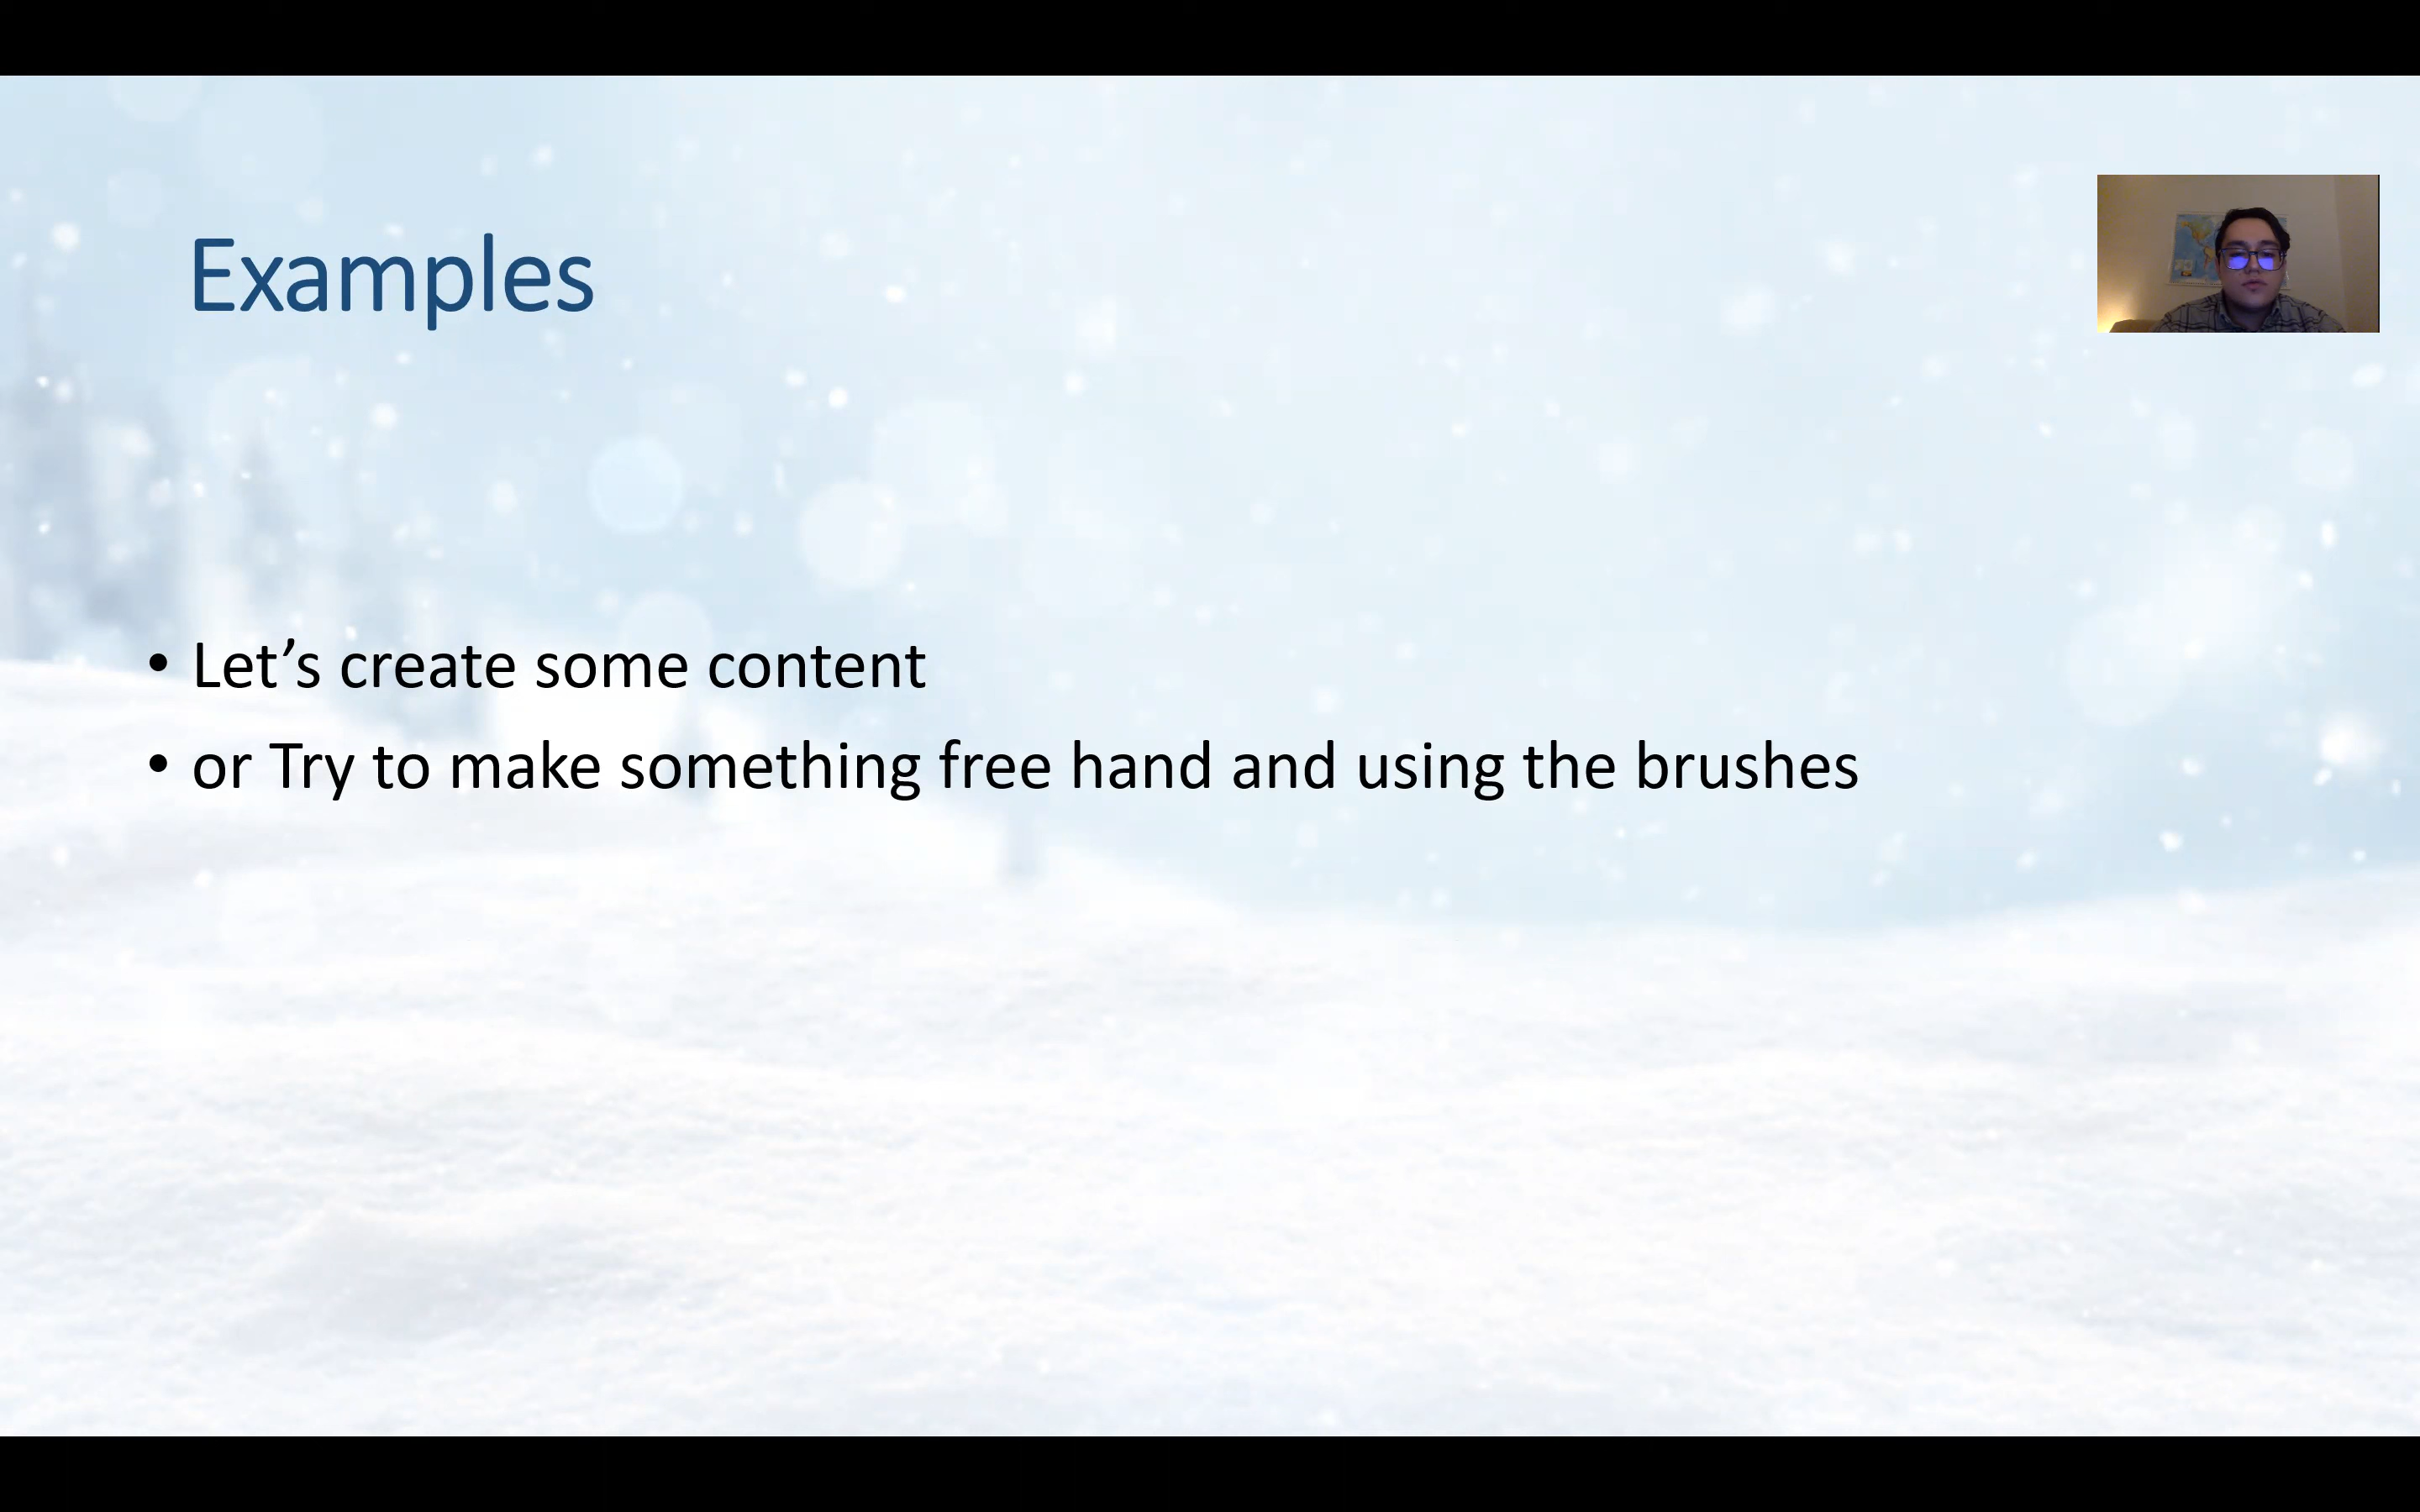 Examples
• Let’s create some content
• or Try to make something free hand and using the brushes